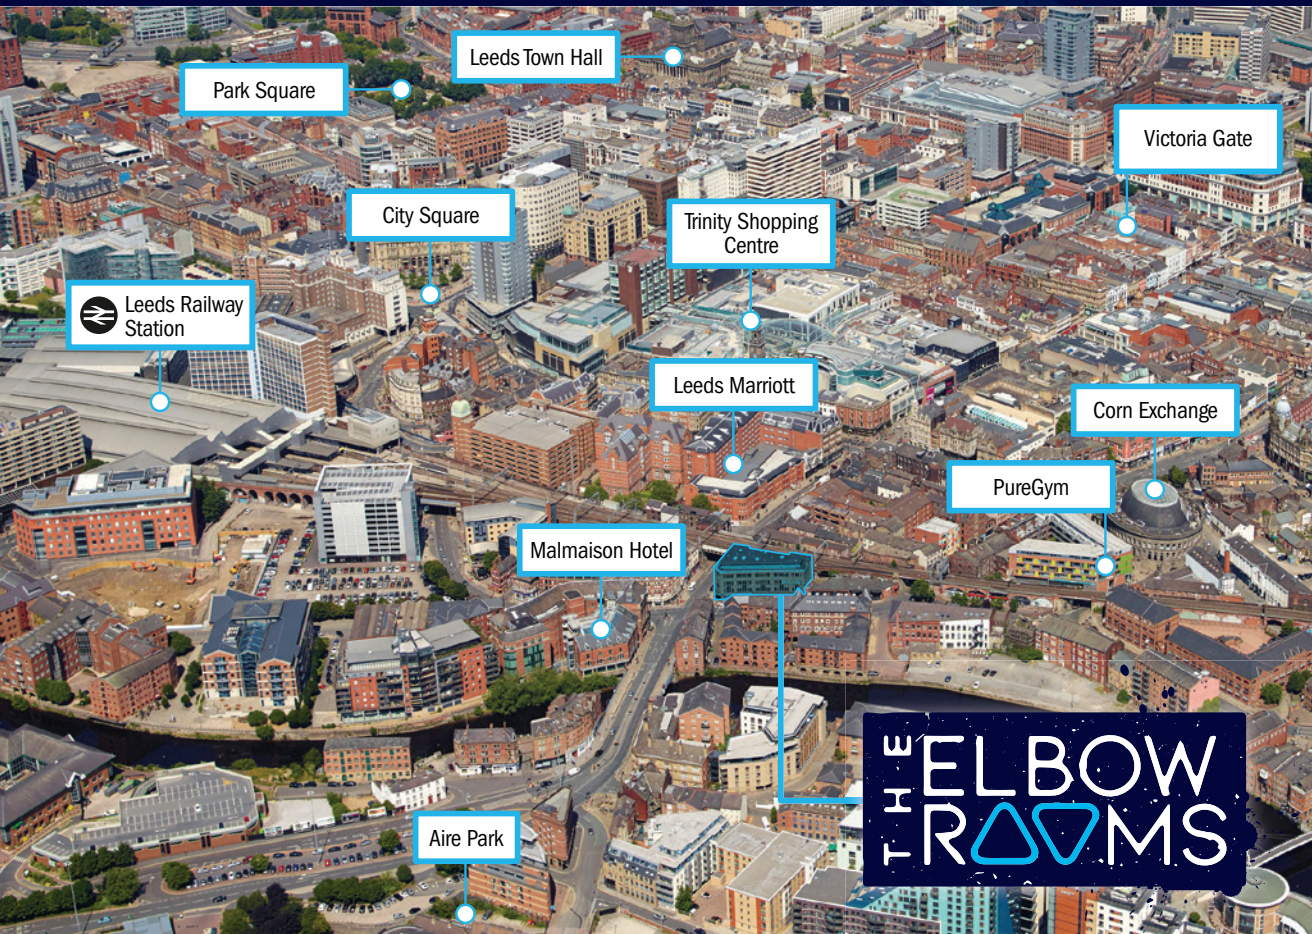 Leeds Town Hall
Park Square
Victoria Gate
City Square
Trinity Shopping
Centre
Leeds Railway
Station
Leeds Marriott
Corn Exchange
PureGym
Malmaison Hotel
THE
ELBOW
ROOMS
Aire Park